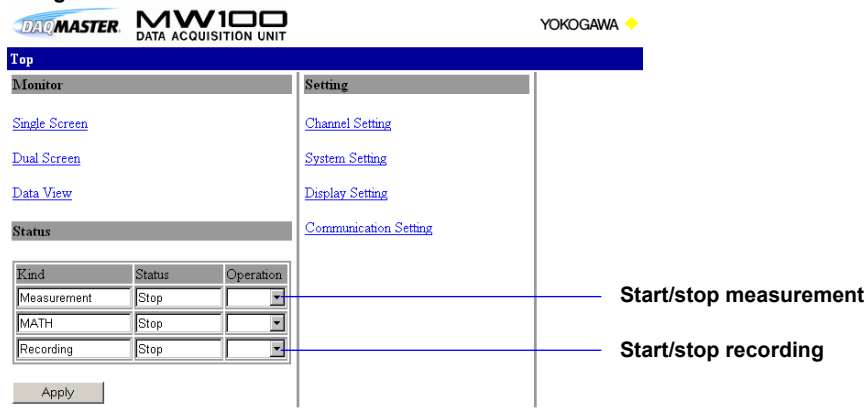 DAQMASTER. MW100
DATA ACQUISITION UNIT
YOKOGAWA
Top
Monitor
Single Screen
Dual Screen
Data View
Status
Kind Status Operation
Measurement Stop
MATH Stop
Recording Stop
Apply
Setting
Channel Setting
System Setting
Display Setting
Communication Setting
Start/stop measurement
Start/stop recording